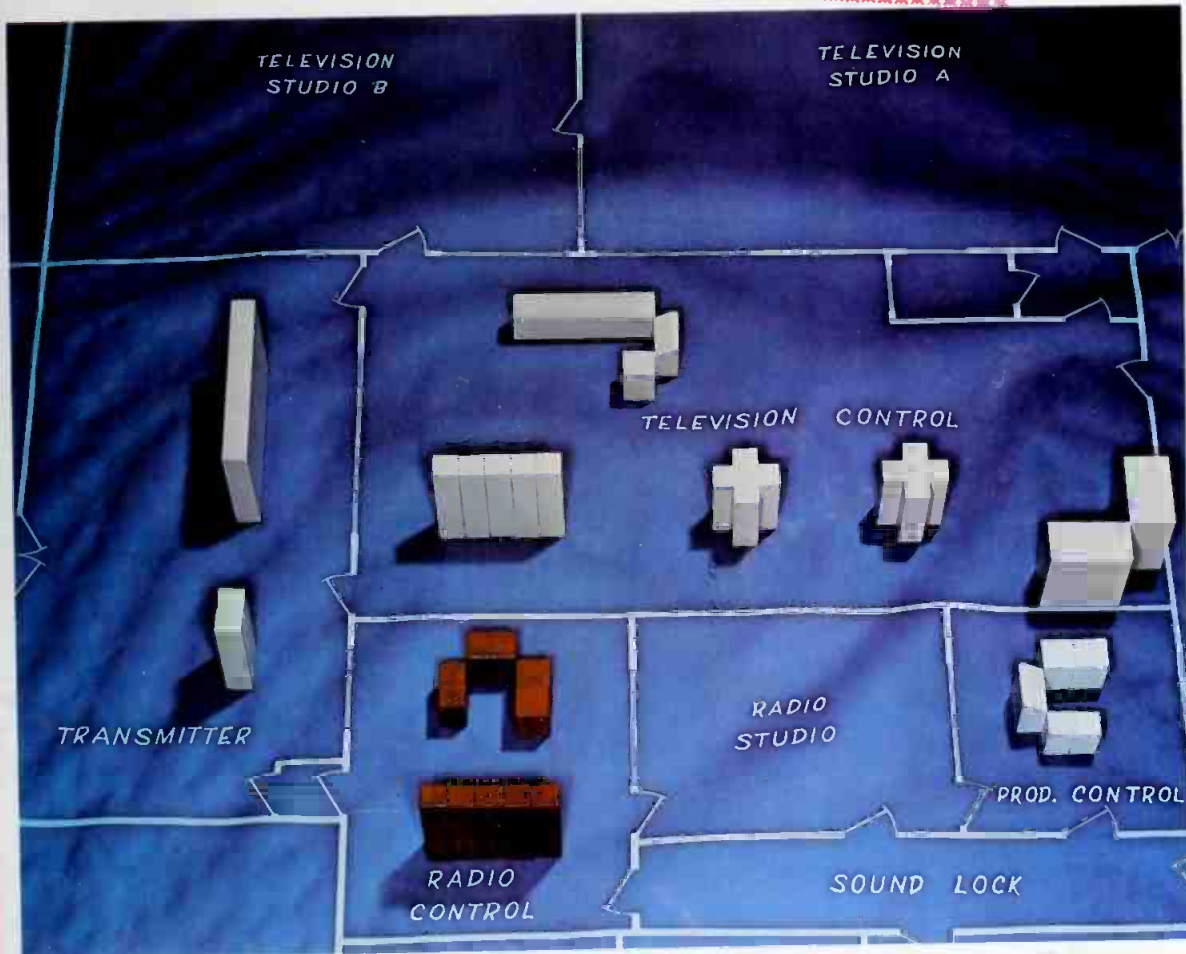 TELEVISION
STUDIO B
TELEVISION
STUDIO A
TELEVISION CONTROL
TRANSMITTER
RADIO
STUDIO
PROD. CONTROL
RADIO
CONTROL
SOUND LOCK